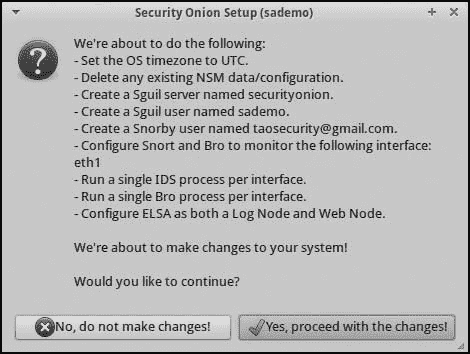 Security Onion Setup (sademo)
We're about to do the following:
- Set the OS timezone to UTC.
- Delete any existing NSM data/configuration.
- Create a Sguil server named securityonion.
- Create a Sguil user named sademo.
- Create a Snorby user named taosecurity@gmail.com.
- Configure Snort and Bro to monitor the following interface:
eth1
- Run a single IDS process per interface.
- Run a single Bro process per interface.
- Configure ELSA as both a Log Node and Web Node.
We're about to make changes to your system!
Would you like to continue?
No, do not make changes! Yes, proceed with the changes!